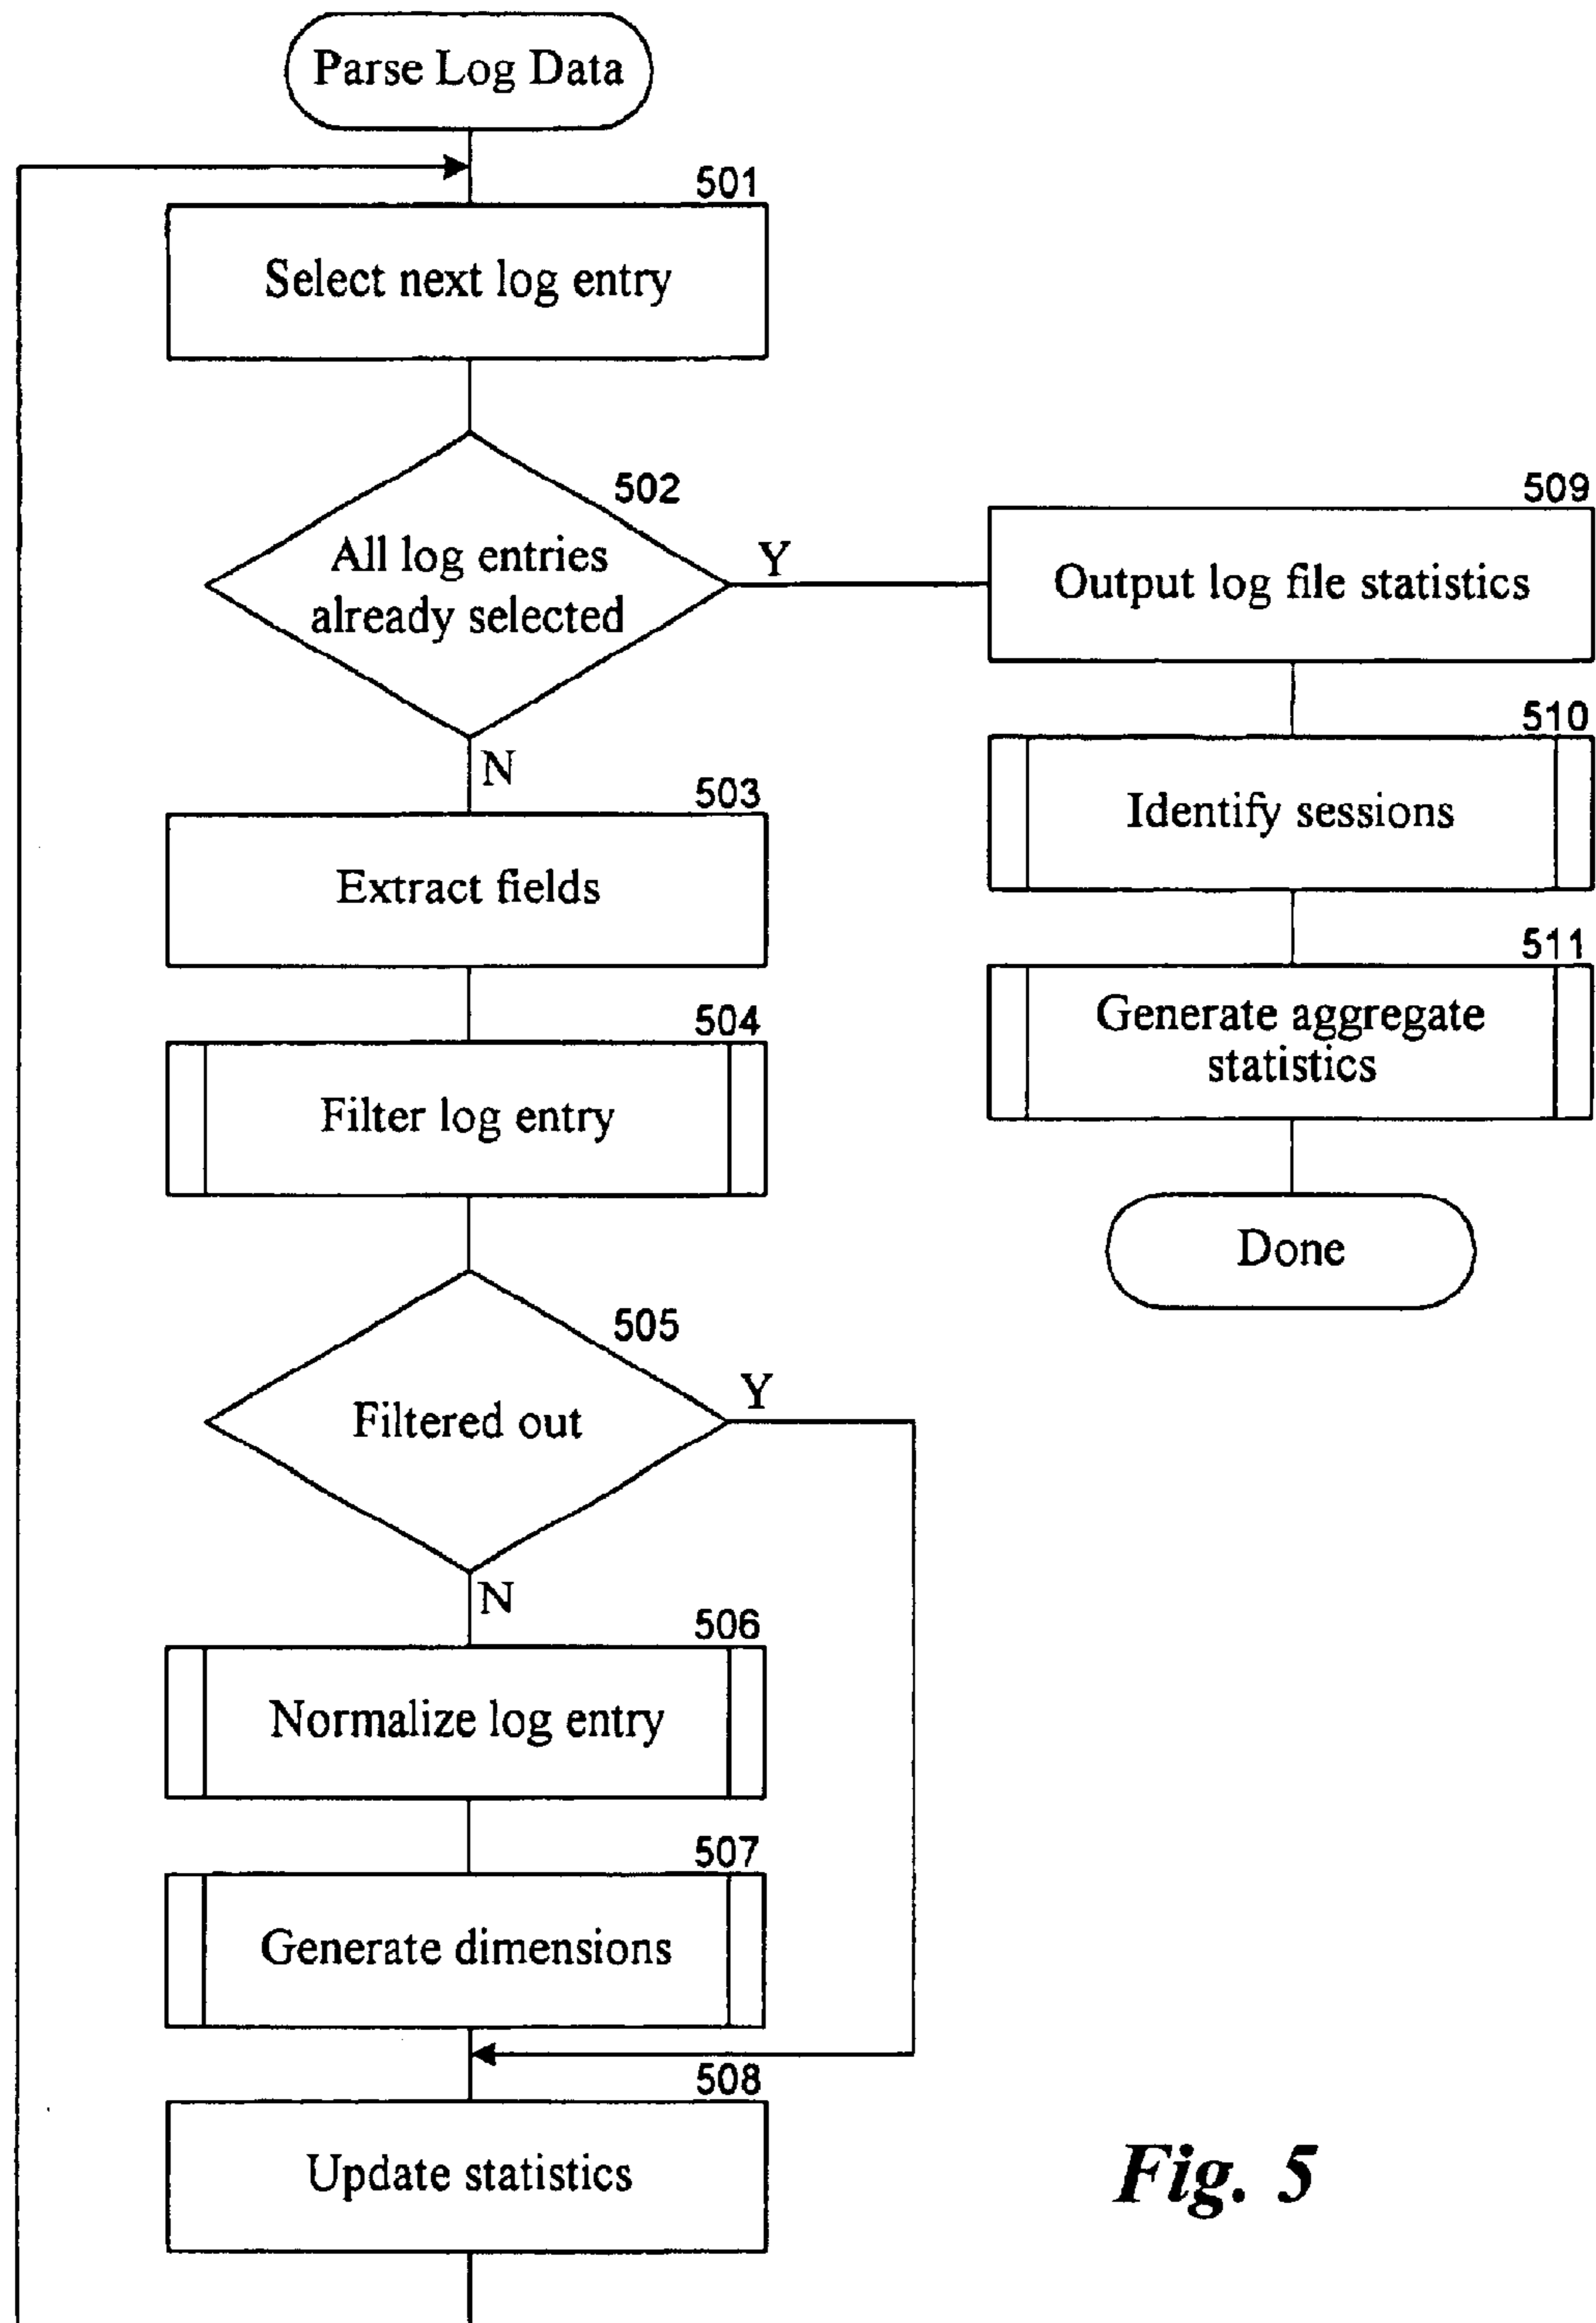 Parse Log Data
501
Select next log entry
502
All log entries
already selected
Y
N
503
Extract fields
504
Filter log entry
505
Filtered out
Y
N
506
Normalize log entry
507
Generate dimensions
508
Update statistics
509
Output log file statistics
510
Identify sessions
511
Generate aggregate
statistics
Done
Fig. 5